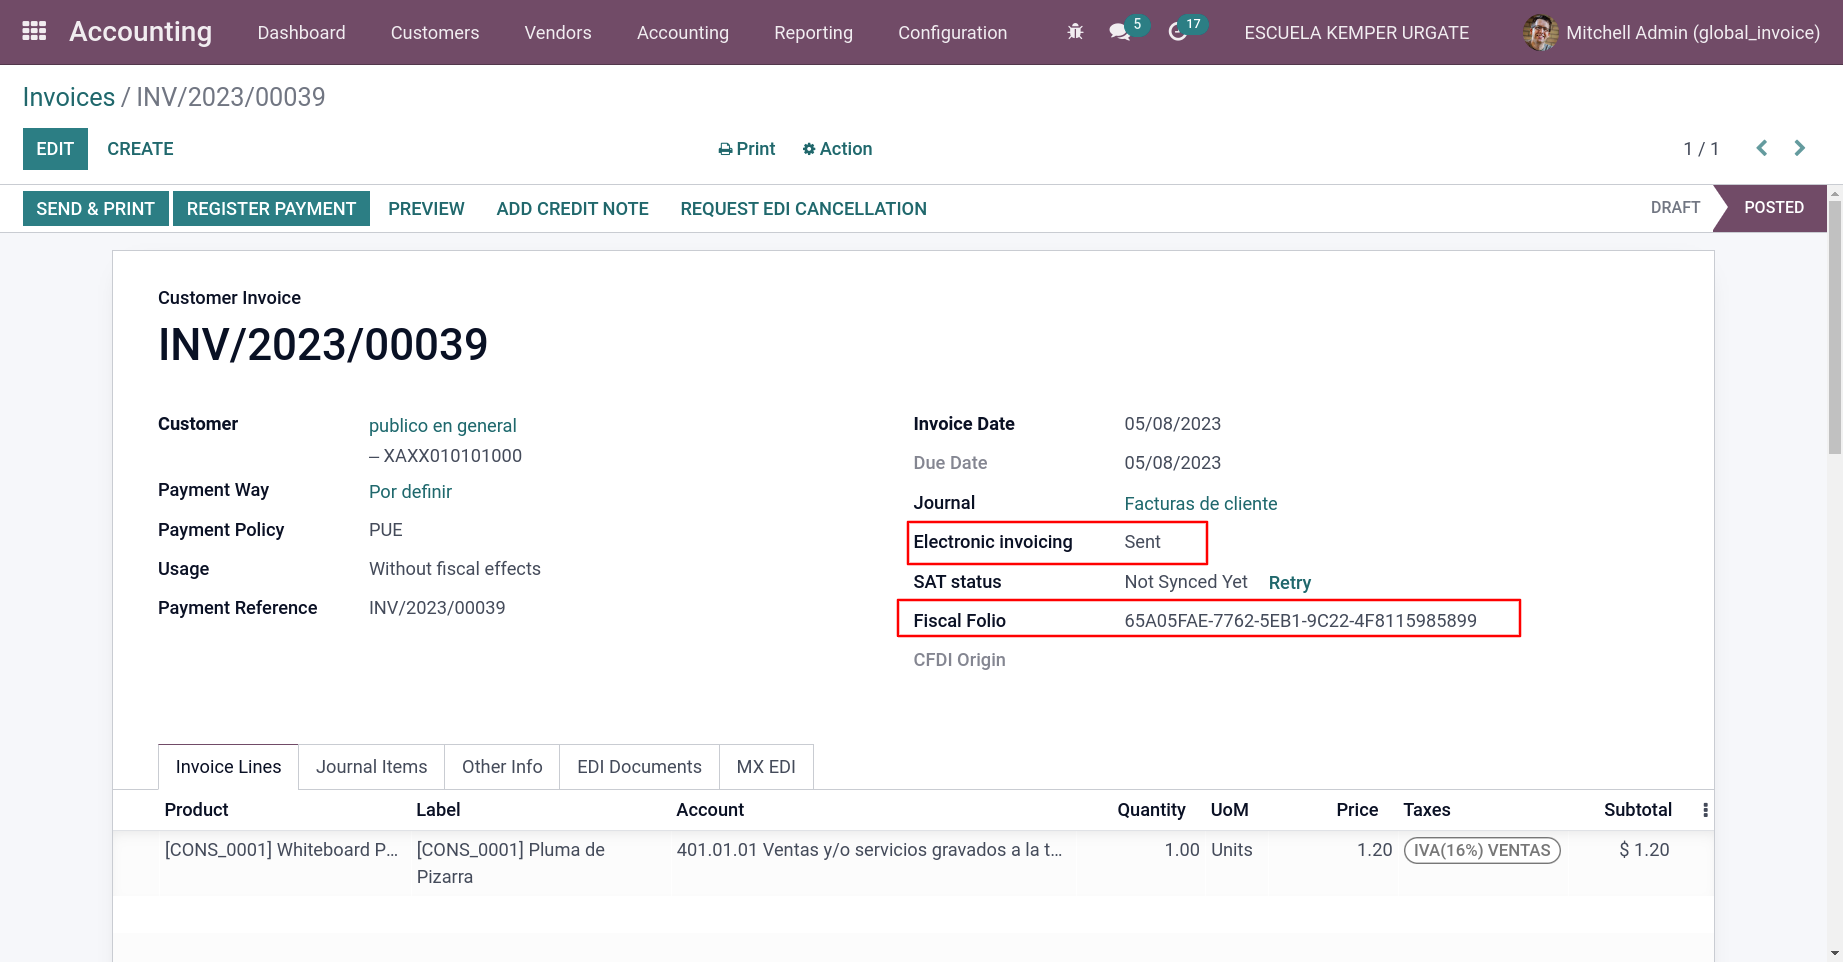 Accounting Dashboard Customers Vendors Accounting Reporting Configuration 5 17 ESCUELA KEMPER URGATE Mitchell Admin (global_invoice)
Invoices / INV/2023/00039
EDIT CREATE Print Action 1 / 1
SEND & PRINT REGISTER PAYMENT PREVIEW ADD CREDIT NOTE REQUEST EDI CANCELLATION DRAFT POSTED
Customer Invoice
INV/2023/00039
Customer publico en general
– XAXX010101000
Payment Way Por definir
Payment Policy PUE
Usage Without fiscal effects
Payment Reference INV/2023/00039
Invoice Date 05/08/2023
Due Date 05/08/2023
Journal Facturas de cliente
Electronic invoicing Sent
SAT status Not Synced Yet Retry
Fiscal Folio 65A05FAE-7762-5EB1-9C22-4F8115985899
CFDI Origin
Invoice Lines Journal Items Other Info EDI Documents MX EDI
Product Label Account Quantity UoM Price Taxes Subtotal
[CONS_0001] Whiteboard P... [CONS_0001] Pluma de 401.01.01 Ventas y/o servicios gravados a la t... 1.00 Units 1.20 IVA(16%) VENTAS $ 1.20
Pizarra